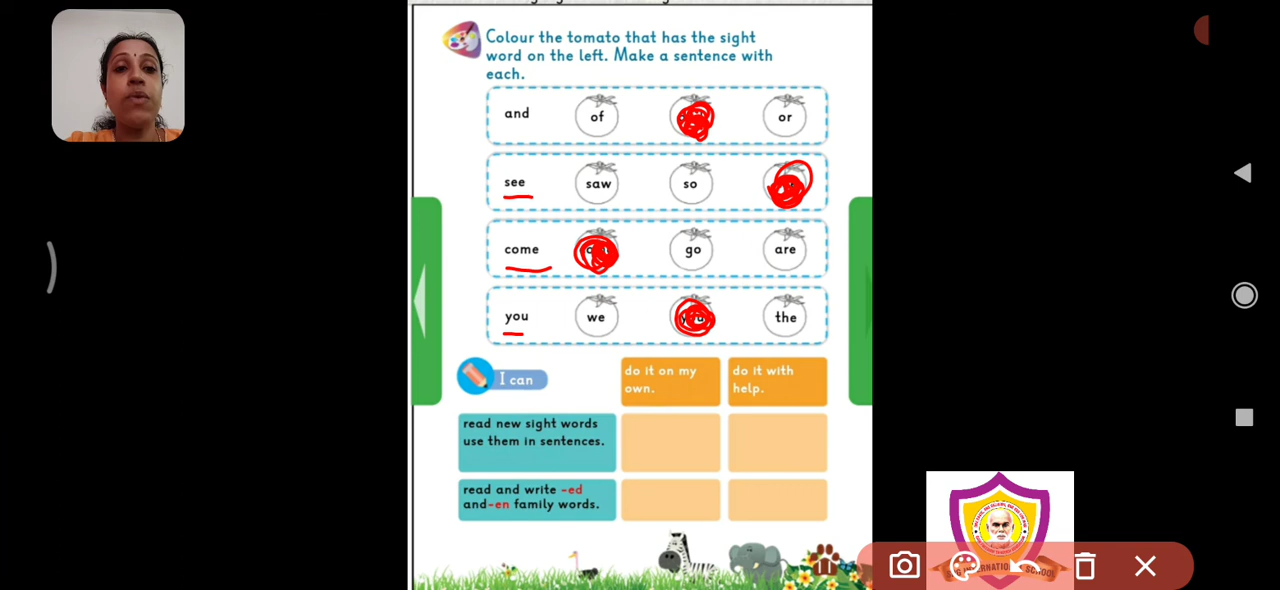 Colour the tomato that has the sight
word on the left. Make a sentence with
each.
and of or
see saw so
come go are
you we the
I can
do it on my
own.
do it with
help.
read new sight words
use them in sentences.
read and write -ed
and-en family words.
11